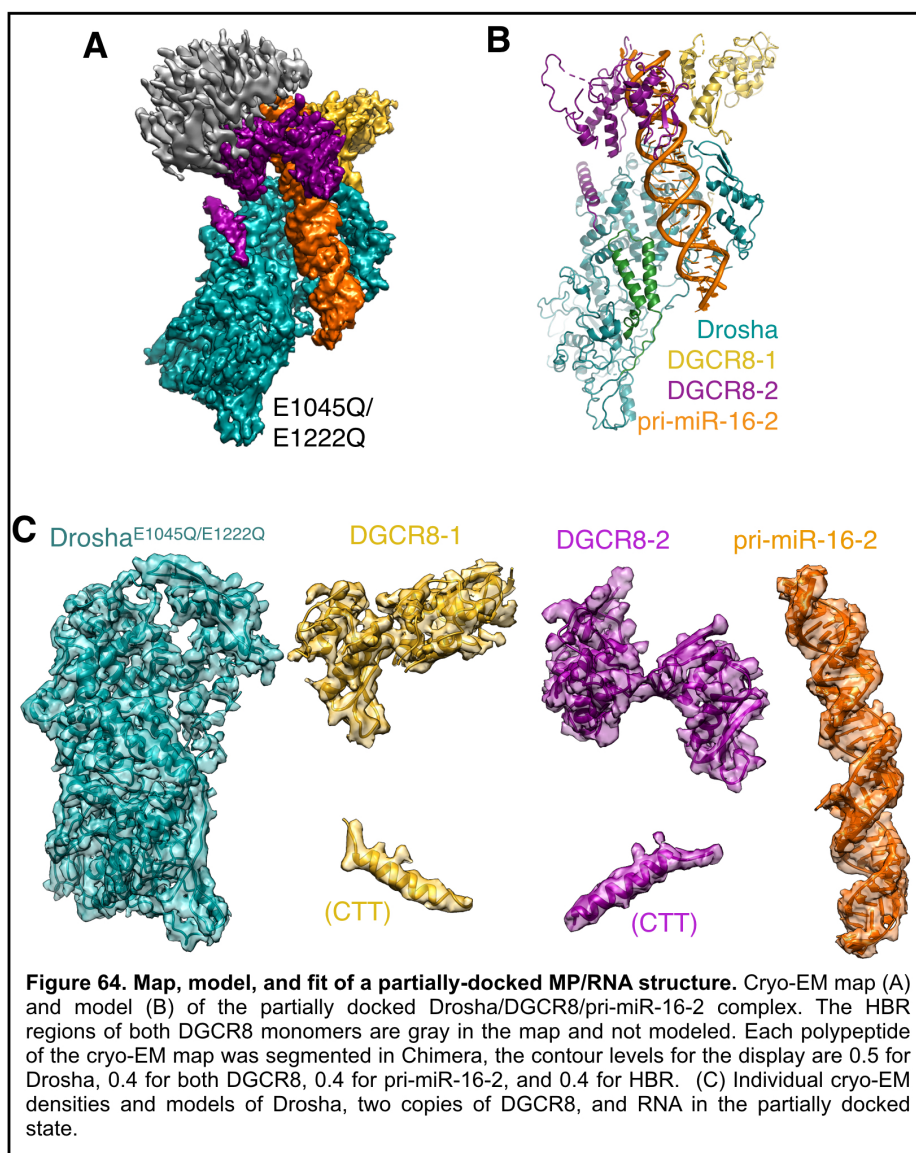 A
E1045Q/
E1222Q
B
Drosha
DGCR8-1
DGCR8-2
pri-miR-16-2
C
Drosha^E1045Q/E1222Q
DGCR8-1
DGCR8-2
pri-miR-16-2
(CTT)
(CTT)
Figure 64. Map, model, and fit of a partially-docked MP/RNA structure. Cryo-EM map (A)
and model (B) of the partially docked Drosha/DGCR8/pri-miR-16-2 complex. The HBR
regions of both DGCR8 monomers are gray in the map and not modeled. Each polypeptide
of the cryo-EM map was segmented in Chimera, the contour levels for the display are 0.5 for
Drosha, 0.4 for both DGCR8, 0.4 for pri-miR-16-2, and 0.4 for HBR. (C) Individual cryo-EM
densities and models of Drosha, two copies of DGCR8, and RNA in the partially docked
state.